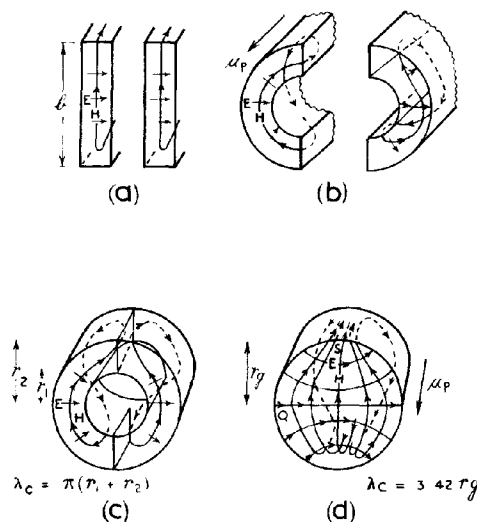 b E H
(a)
μP E H
(b)
r2 r1 E H
λC = π(r1 + r2)
(c)
rg S E H Q μP
λC = 3 42 rg
(d)